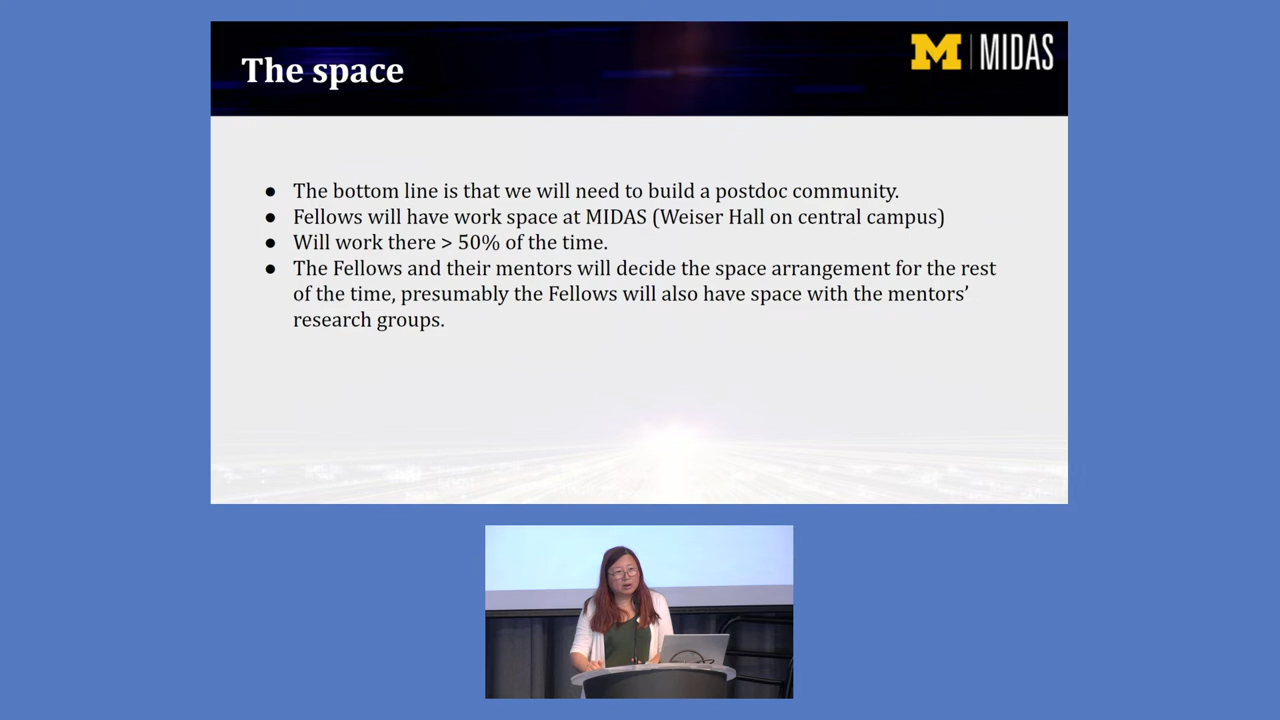 The space
M | MIDAS
● The bottom line is that we will need to build a postdoc community.
● Fellows will have work space at MIDAS (Weiser Hall on central campus)
● Will work there > 50% of the time.
● The Fellows and their mentors will decide the space arrangement for the rest
of the time, presumably the Fellows will also have space with the mentors’
research groups.